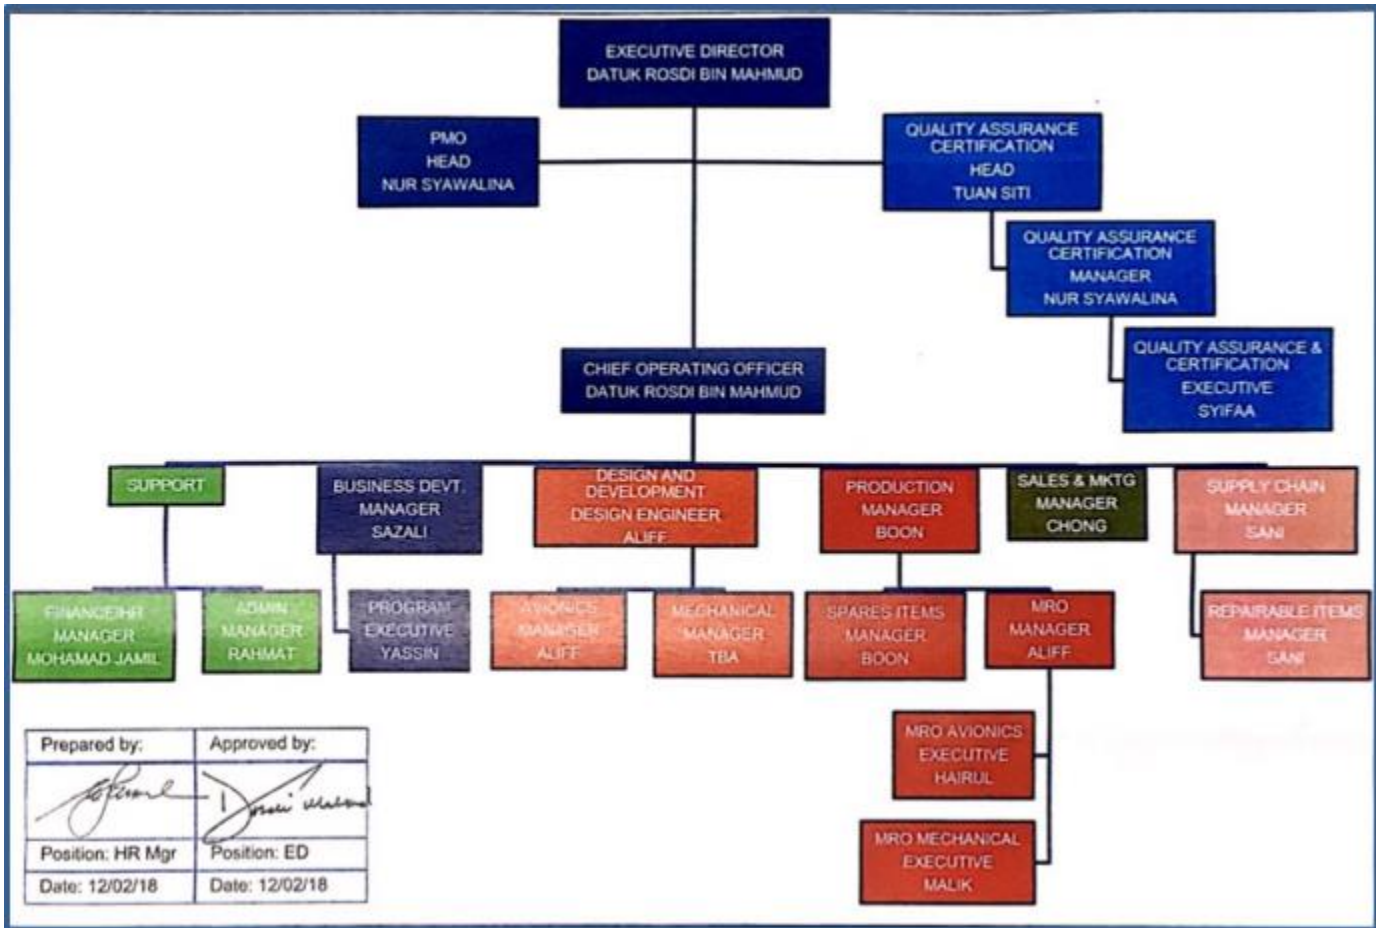 EXECUTIVE DIRECTOR
DATUK ROSDI BIN MAHMUD
PMO
HEAD
NUR SYAWALINA
QUALITY ASSURANCE
CERTIFICATION
HEAD
TUAN SITI
QUALITY ASSURANCE
CERTIFICATION
MANAGER
NUR SYAWALINA
QUALITY ASSURANCE &
CERTIFICATION
EXECUTIVE
SYIFAA
CHIEF OPERATING OFFICER
DATUK ROSDI BIN MAHMUD
SUPPORT
BUSINESS DEVT.
MANAGER
SAZALI
DESIGN AND
DEVELOPMENT
DESIGN ENGINEER
ALIFF
PRODUCTION
MANAGER
BOON
SALES & MKTG
MANAGER
CHONG
SUPPLY CHAIN
MANAGER
SANI
FINANCE/HR
MANAGER
MOHAMAD JAMIL
ADMIN
MANAGER
RAHMAT
PROGRAM
EXECUTIVE
YASSIN
AVIONICS
MANAGER
ALIFF
MECHANICAL
MANAGER
TBA
SPARES ITEMS
MANAGER
BOON
MRO
MANAGER
ALIFF
REPAIRABLE ITEMS
MANAGER
SANI
MRO AVIONICS
EXECUTIVE
HAIRUL
MRO MECHANICAL
EXECUTIVE
MALIK
Prepared by:
Approved by:
Position: HR Mgr
Position: ED
Date: 12/02/18
Date: 12/02/18